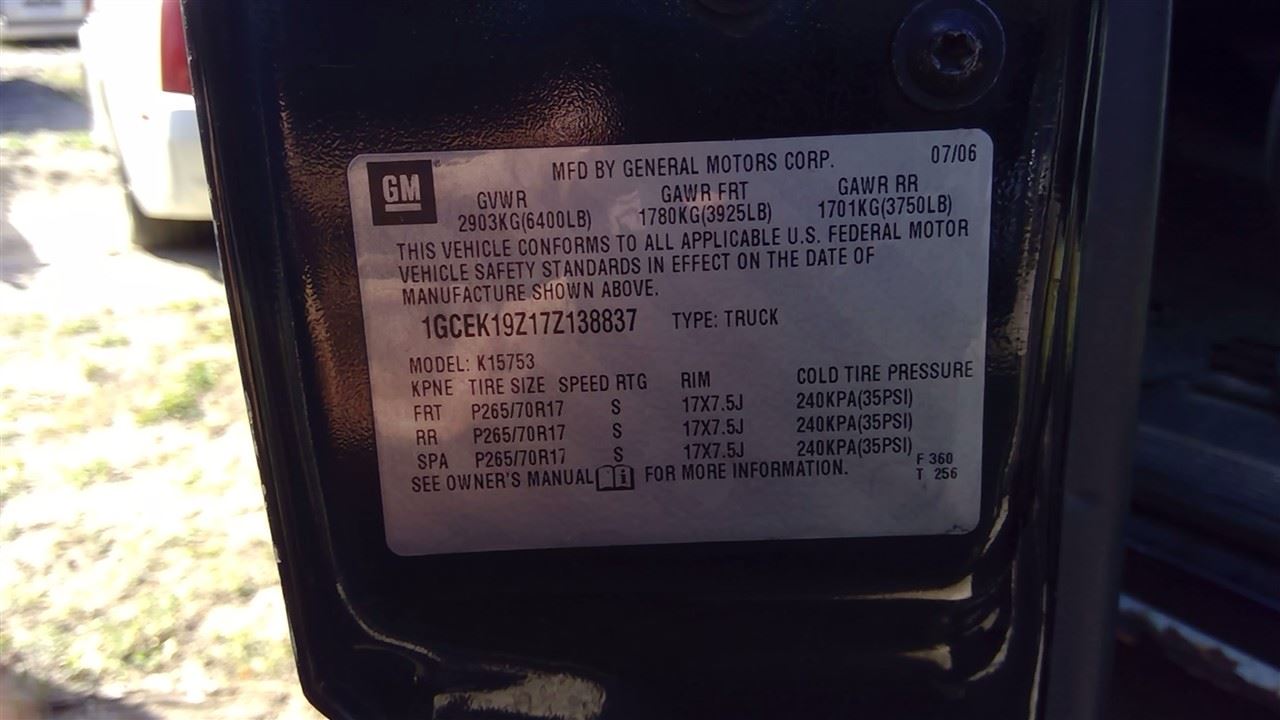 GM
MFD BY GENERAL MOTORS CORP. 07/06
GVWR GAWR FRT GAWR RR
2903KG(6400LB) 1780KG(3925LB) 1701KG(3750LB)
THIS VEHICLE CONFORMS TO ALL APPLICABLE U.S. FEDERAL MOTOR
VEHICLE SAFETY STANDARDS IN EFFECT ON THE DATE OF
MANUFACTURE SHOWN ABOVE.
1GCEK19Z17Z138837 TYPE: TRUCK
MODEL: K15753
KPNE TIRE SIZE SPEED RTG RIM COLD TIRE PRESSURE
FRT P265/70R17 S 17X7.5J 240KPA(35PSI)
RR P265/70R17 S 17X7.5J 240KPA(35PSI)
SPA P265/70R17 S 17X7.5J 240KPA(35PSI)
SEE OWNER'S MANUAL i FOR MORE INFORMATION.
F 360
T 256